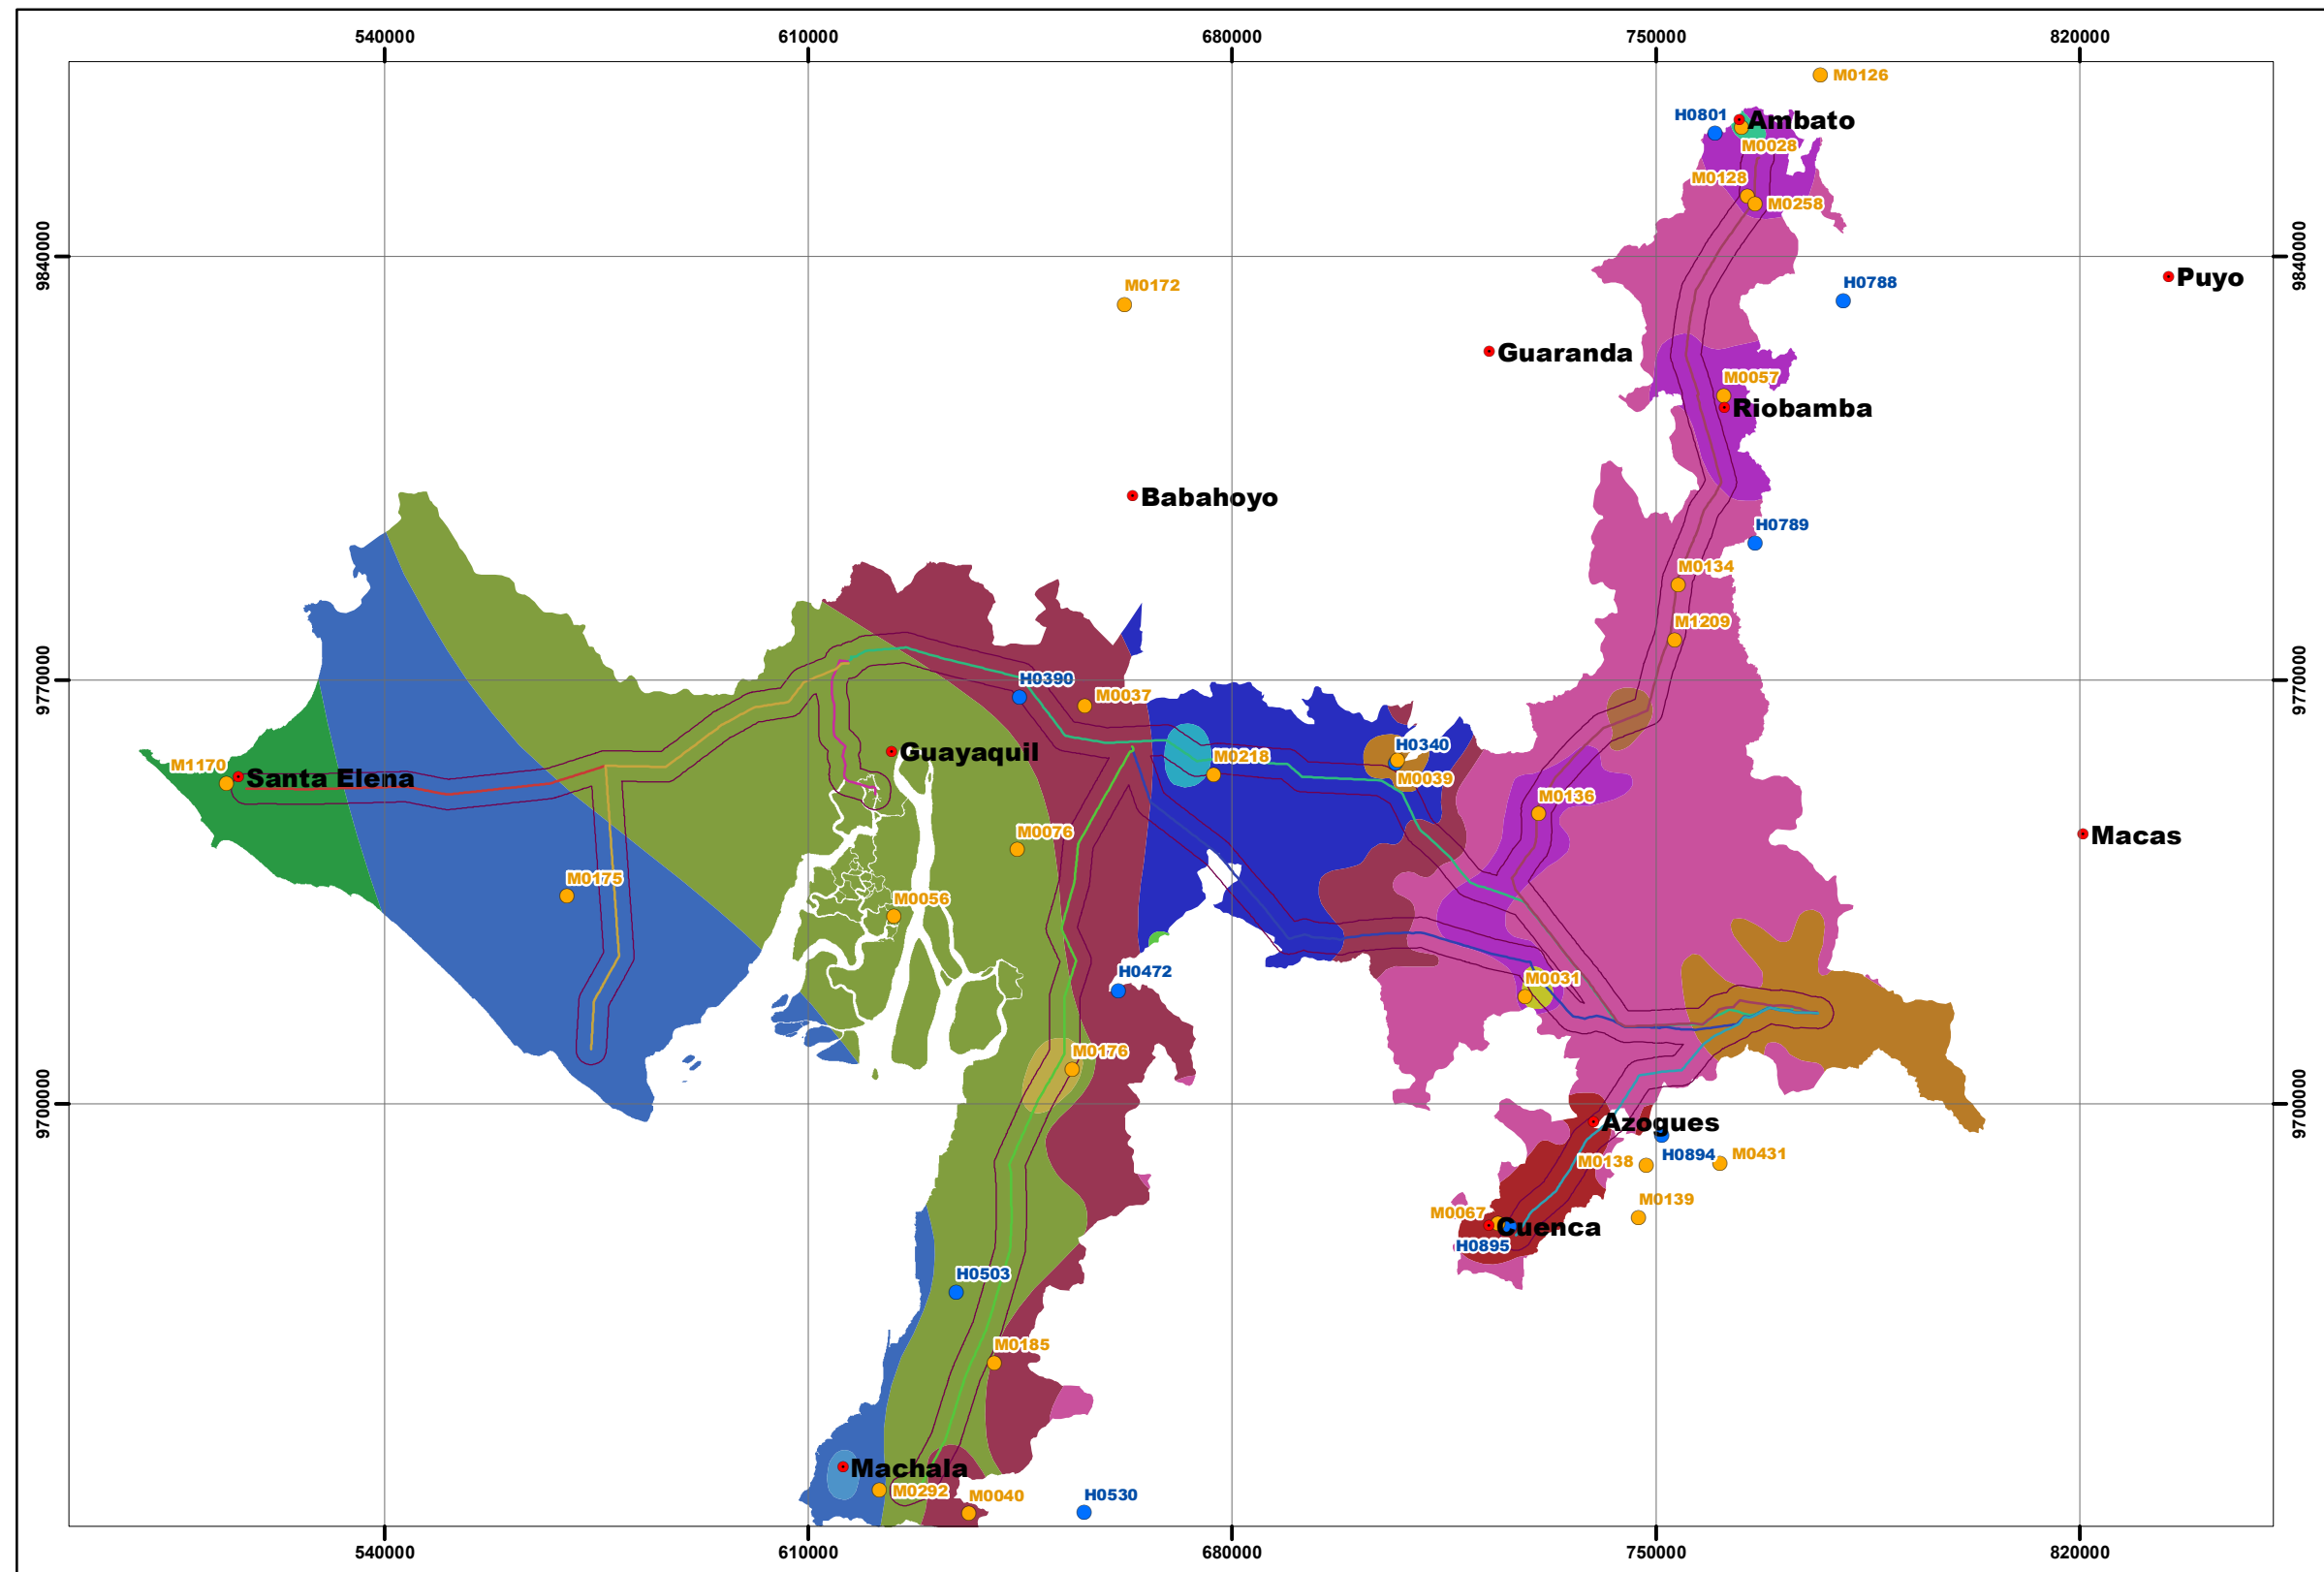 540000 610000 680000 750000 820000
M0126
H0801
Ambato
M0028
M0128
M0258
9840000
9840000
Puyo
H0788
M0172
Guaranda
M0057
Riobamba
Babahoyo
H0789
M0134
M1209
9770000
9770000
H0390
M0037
Guayaquil
H0340
M0218
M0039
M1170
Santa Elena
M0136
Macas
M0076
M0175
M0056
H0472
M0031
M0176
9700000
9700000
Azogues
M0138
H0894
M0431
M0139
M0067
Cuenca
H0895
H0503
M0185
Machala
M0292
M0040
H0530
540000 610000 680000 750000 820000